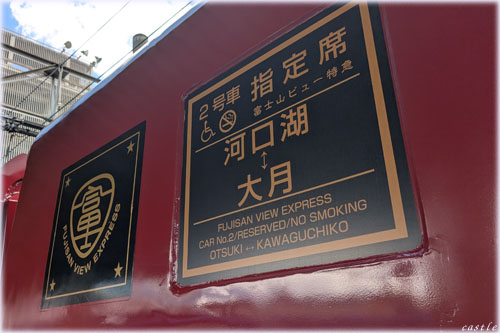 富士
FUJISAN VIEW EXPRESS
2号車 指定席
富士山ビュー特急
河口湖
↕
大月
FUJISAN VIEW EXPRESS
CAR No.2/RESERVED/NO SMOKING
OTSUKI ↔ KAWAGUCHIKO
castle